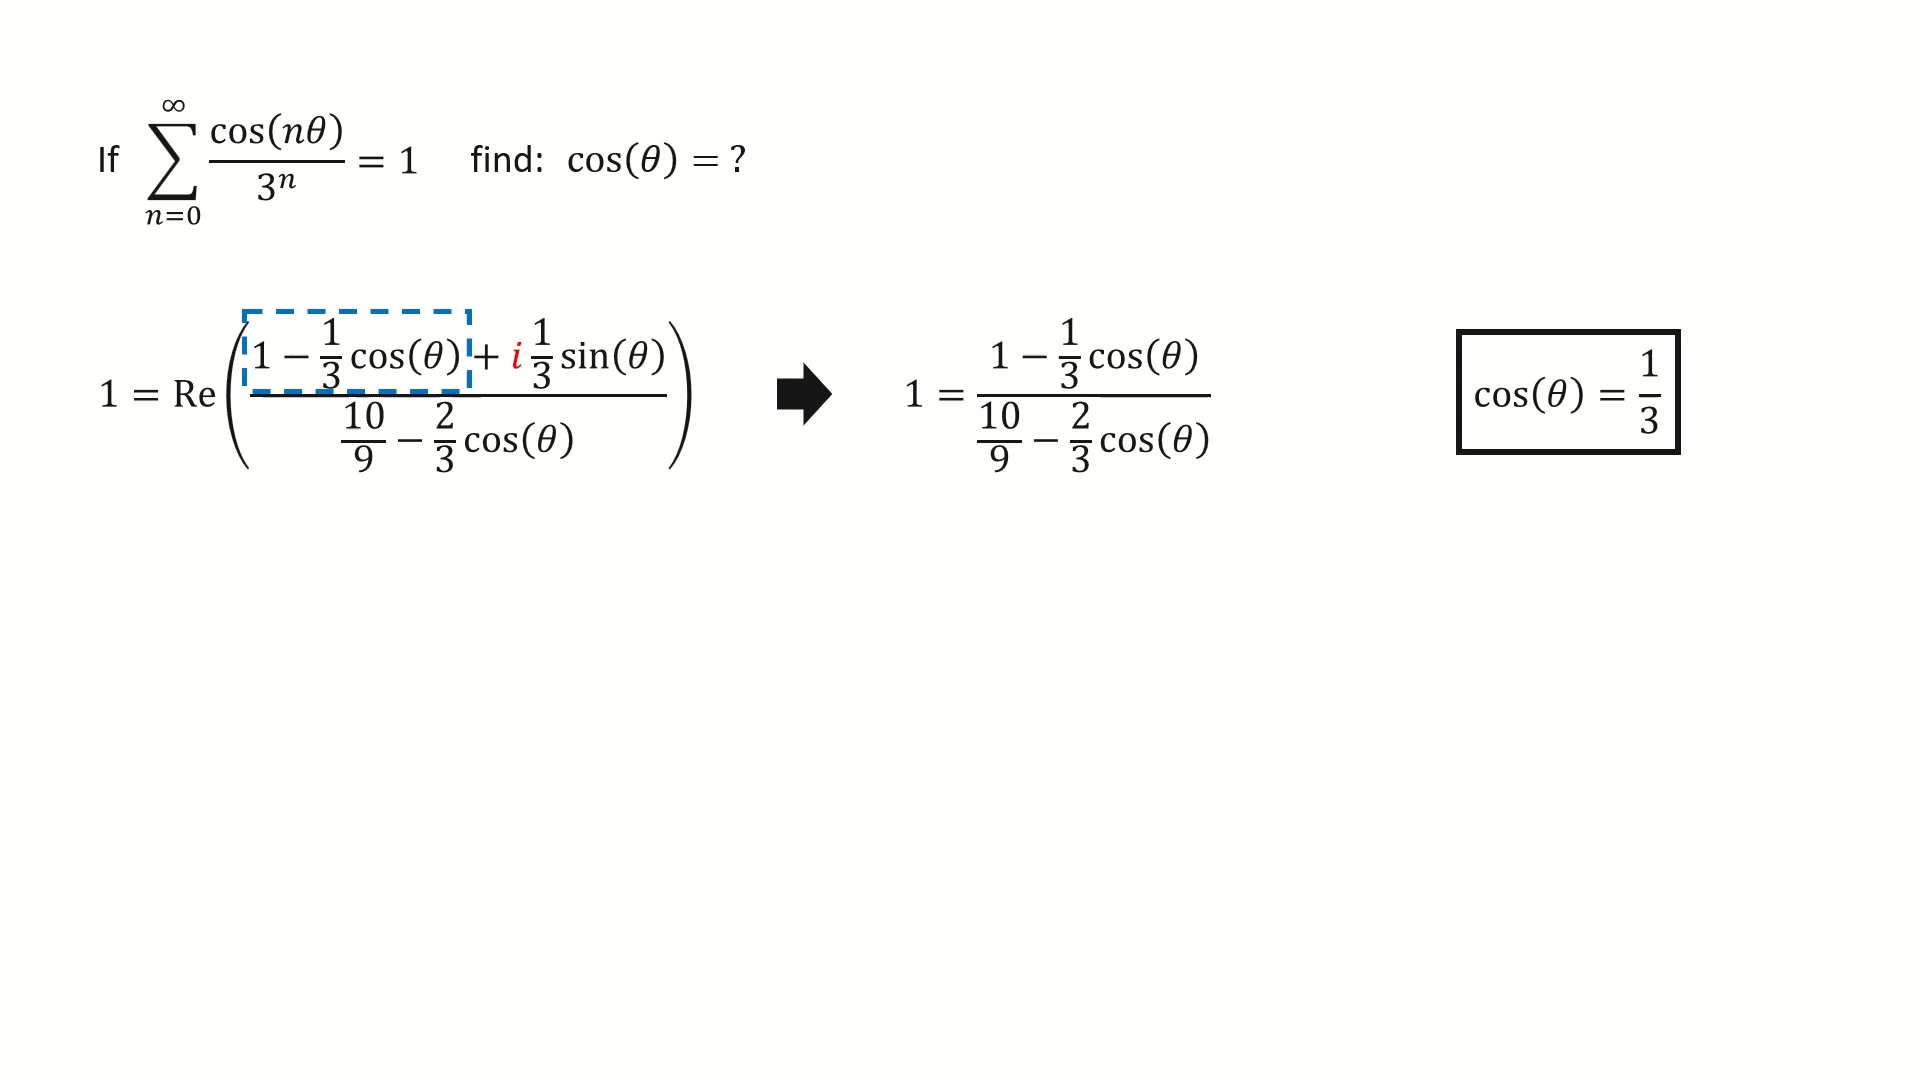 If ∑_{n=0}^{∞} cos(nθ)/3ⁿ = 1 find: cos(θ) = ?
1 = Re((1 − 1/3 cos(θ) + i 1/3 sin(θ))/(10/9 − 2/3 cos(θ))) ➡ 1 = (1 − 1/3 cos(θ))/(10/9 − 2/3 cos(θ)) cos(θ) = 1/3